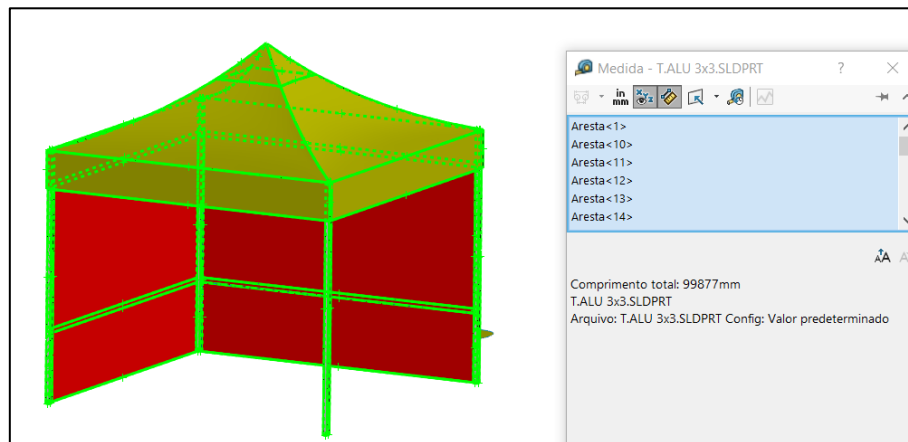 Medida - T.ALU 3x3.SLDPRT
?
in
mm
Aresta<1>
Aresta<10>
Aresta<11>
Aresta<12>
Aresta<13>
Aresta<14>
AA
Comprimento total: 99877mm
T.ALU 3x3.SLDPRT
Arquivo: T.ALU 3x3.SLDPRT Config: Valor predeterminado